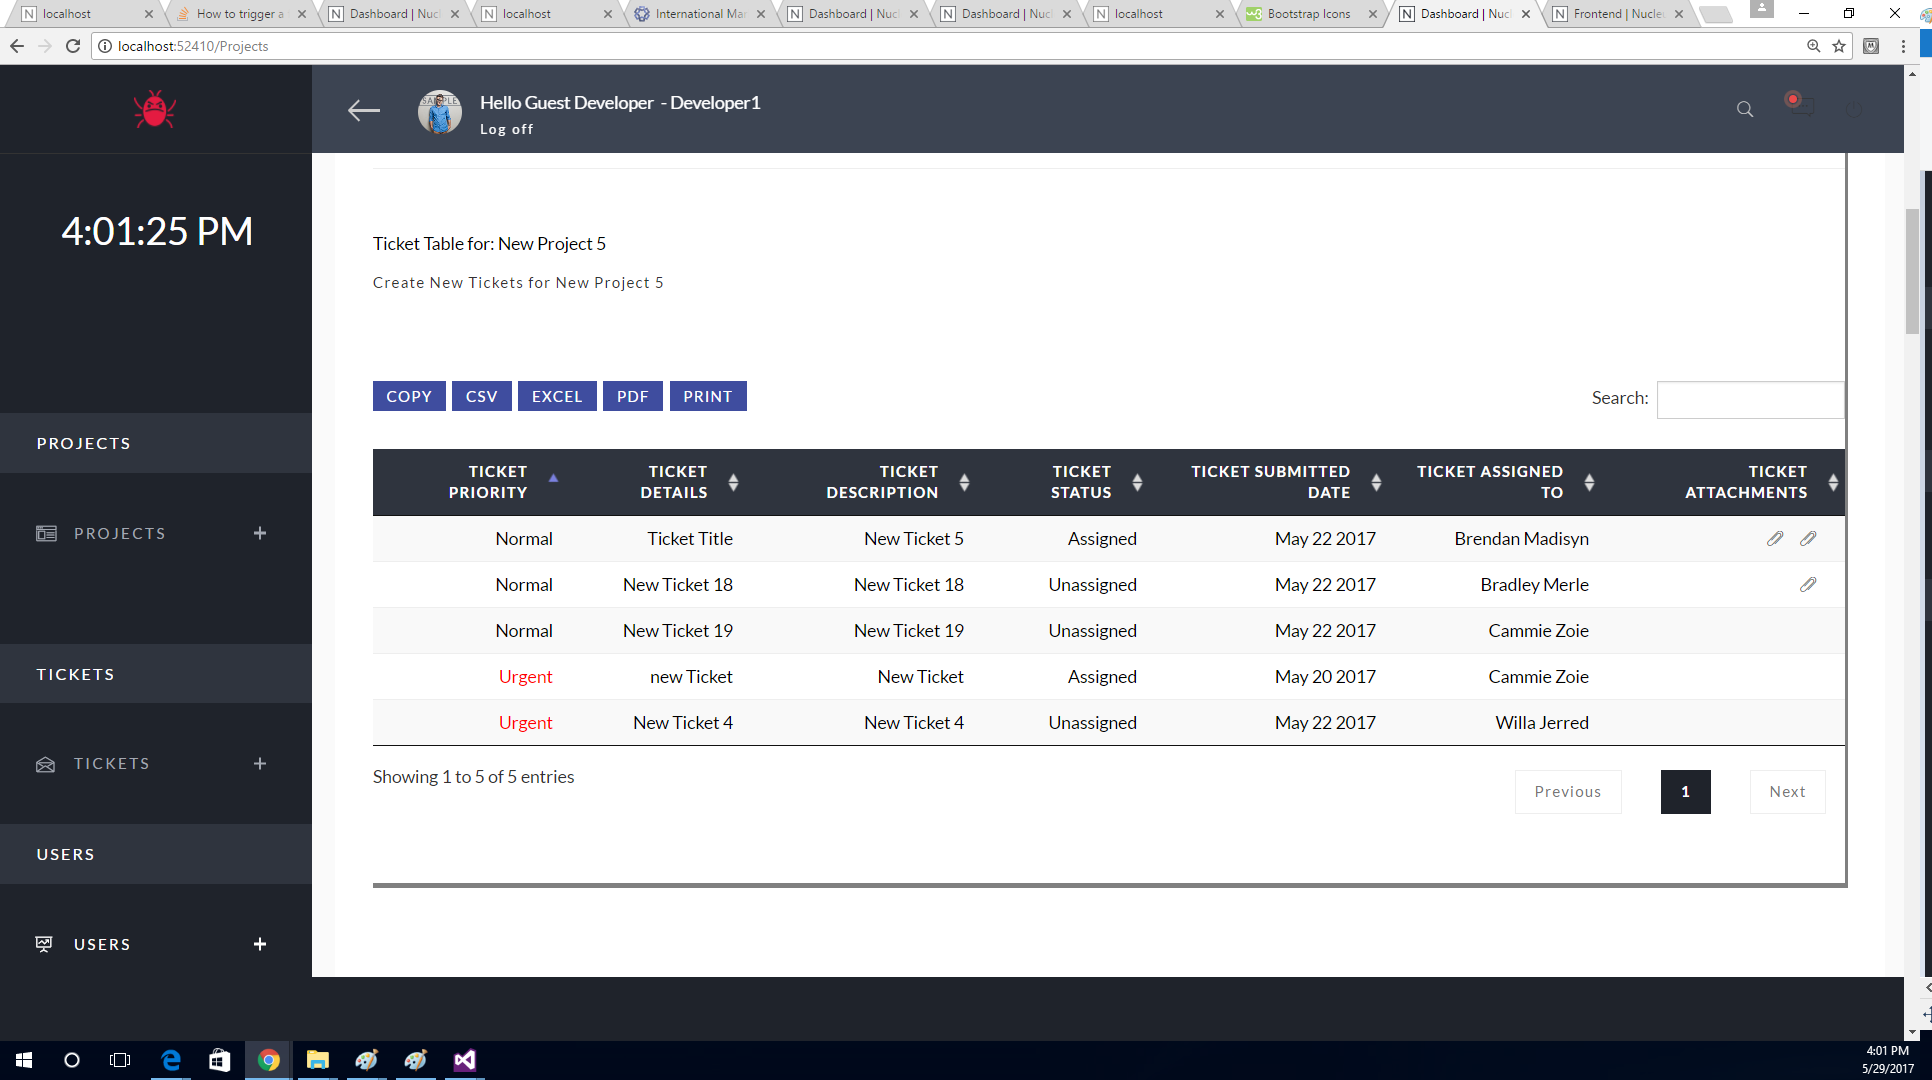 localhost
How to trigger a
Dashboard | Nucl
localhost
International Mar
Dashboard | Nucl
Dashboard | Nucl
localhost
Bootstrap Icons
Dashboard | Nucl
Frontend | Nucleu
localhost:52410/Projects
Hello Guest Developer - Developer1
Log off
4:01:25 PM
PROJECTS
PROJECTS
TICKETS
TICKETS
USERS
USERS
Ticket Table for: New Project 5
Create New Tickets for New Project 5
COPY CSV EXCEL PDF PRINT
Search:
TICKET PRIORITY TICKET DETAILS TICKET DESCRIPTION TICKET STATUS TICKET SUBMITTED DATE TICKET ASSIGNED TO TICKET ATTACHMENTS
Normal Ticket Title New Ticket 5 Assigned May 22 2017 Brendan Madisyn
Normal New Ticket 18 New Ticket 18 Unassigned May 22 2017 Bradley Merle
Normal New Ticket 19 New Ticket 19 Unassigned May 22 2017 Cammie Zoie
Urgent new Ticket New Ticket Assigned May 20 2017 Cammie Zoie
Urgent New Ticket 4 New Ticket 4 Unassigned May 22 2017 Willa Jerred
Showing 1 to 5 of 5 entries
Previous 1 Next
4:01 PM
5/29/2017